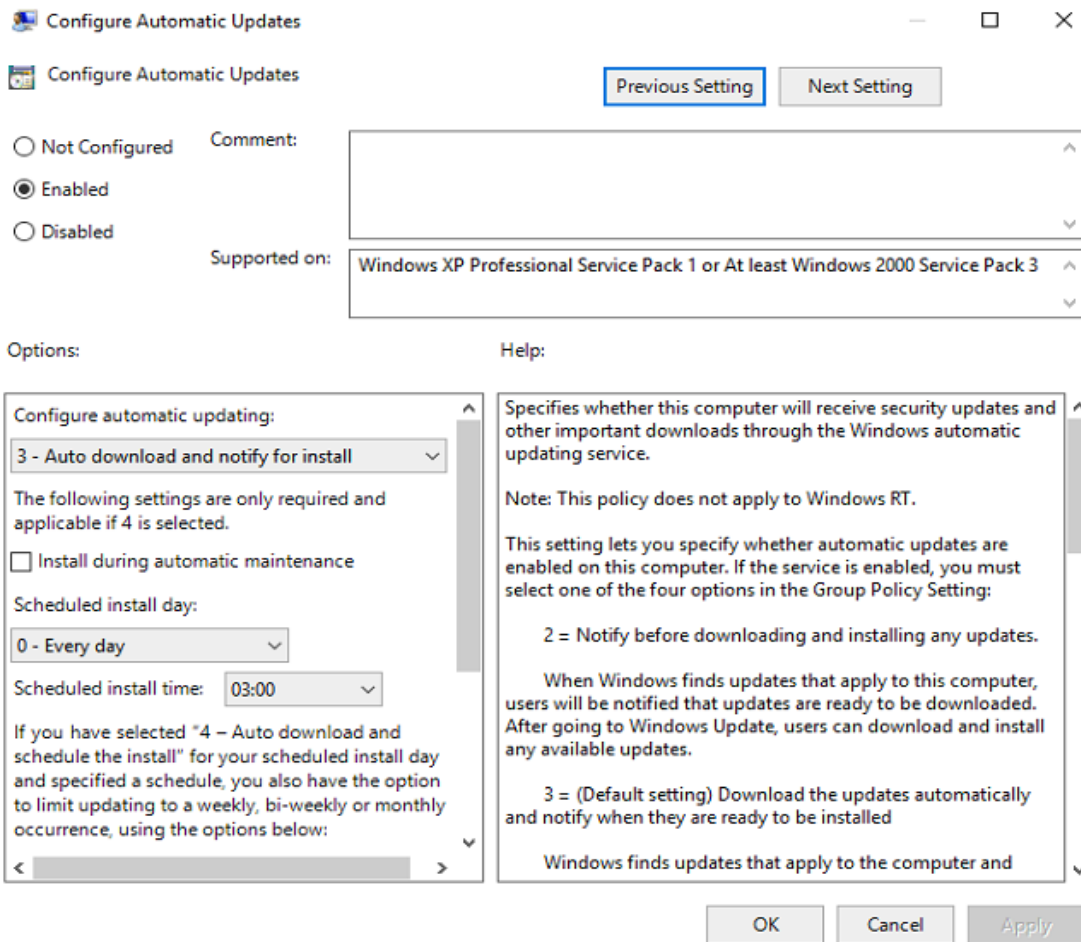 Configure Automatic Updates
Configure Automatic Updates
Previous Setting
Next Setting
Not Configured
Enabled
Disabled
Comment:
Supported on:
Windows XP Professional Service Pack 1 or At least Windows 2000 Service Pack 3
Options:
Help:
Configure automatic updating:
3 - Auto download and notify for install
The following settings are only required and
applicable if 4 is selected.
Install during automatic maintenance
Scheduled install day:
0 - Every day
Scheduled install time:
03:00
If you have selected "4 – Auto download and
schedule the install" for your scheduled install day
and specified a schedule, you also have the option
to limit updating to a weekly, bi-weekly or monthly
occurrence, using the options below:
Specifies whether this computer will receive security updates and
other important downloads through the Windows automatic
updating service.
Note: This policy does not apply to Windows RT.
This setting lets you specify whether automatic updates are
enabled on this computer. If the service is enabled, you must
select one of the four options in the Group Policy Setting:
2 = Notify before downloading and installing any updates.
When Windows finds updates that apply to this computer,
users will be notified that updates are ready to be downloaded.
After going to Windows Update, users can download and install
any available updates.
3 = (Default setting) Download the updates automatically
and notify when they are ready to be installed
Windows finds updates that apply to the computer and
OK
Cancel
Apply